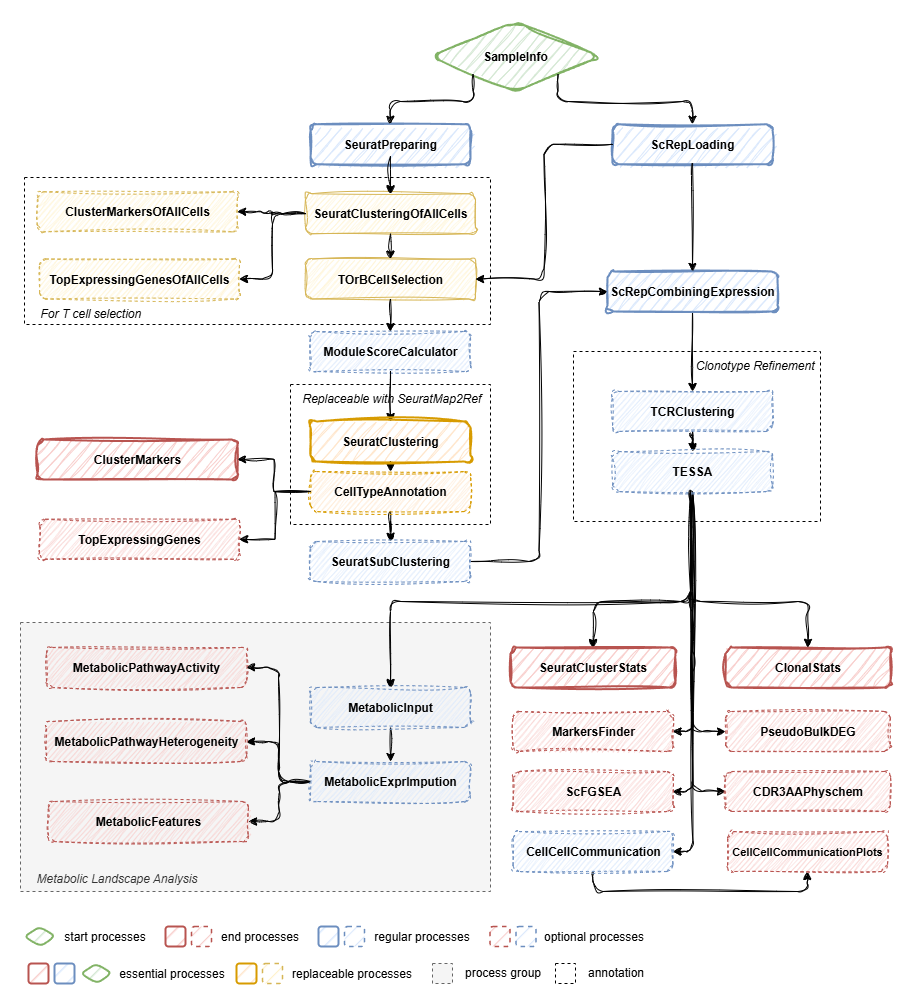 SampleInfo
SeuratPreparing
ScRepLoading
ClusterMarkersOfAllCells
SeuratClusteringOfAllCells
TopExpressingGenesOfAllCells
TOrBCellSelection
ScRepCombiningExpression
For T cell selection
ModuleScoreCalculator
Clonotype Refinement
Replaceable with SeuratMap2Ref
TCRClustering
SeuratClustering
ClusterMarkers
TESSA
CellTypeAnnotation
TopExpressingGenes
SeuratSubClustering
MetabolicPathwayActivity
SeuratClusterStats
ClonalStats
MetabolicInput
MarkersFinder
PseudoBulkDEG
MetabolicPathwayHeterogeneity
MetabolicExprImpution
ScFGSEA
CDR3AAPhyschem
MetabolicFeatures
CellCellCommunication
CellCellCommunicationPlots
Metabolic Landscape Analysis
start processes
end processes
regular processes
optional processes
essential processes
replaceable processes
process group
annotation